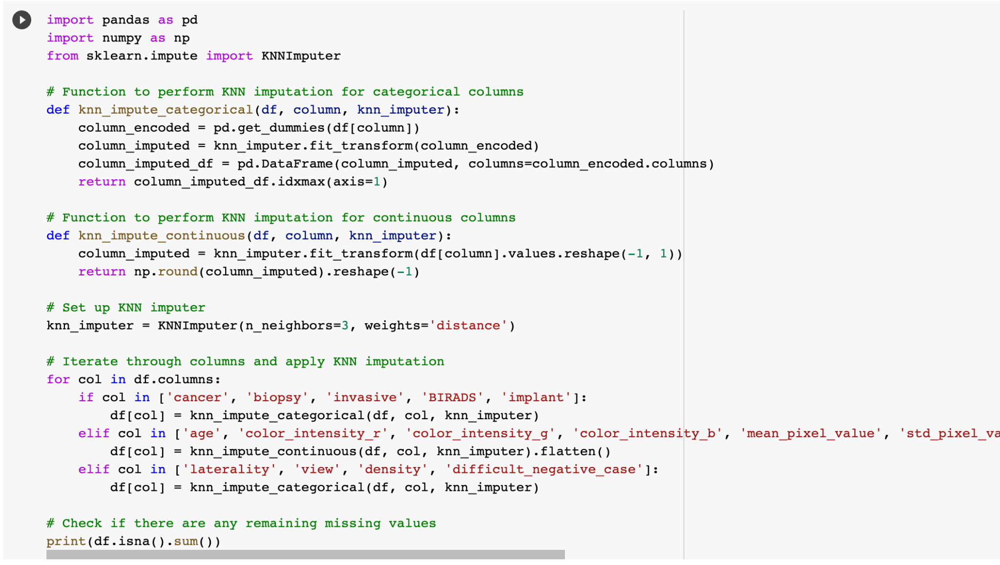 import pandas as pd
import numpy as np
from sklearn.impute import KNNImputer

# Function to perform KNN imputation for categorical columns
def knn_impute_categorical(df, column, knn_imputer):
    column_encoded = pd.get_dummies(df[column])
    column_imputed = knn_imputer.fit_transform(column_encoded)
    column_imputed_df = pd.DataFrame(column_imputed, columns=column_encoded.columns)
    return column_imputed_df.idxmax(axis=1)

# Function to perform KNN imputation for continuous columns
def knn_impute_continuous(df, column, knn_imputer):
    column_imputed = knn_imputer.fit_transform(df[column].values.reshape(-1, 1))
    return np.round(column_imputed).reshape(-1)

# Set up KNN imputer
knn_imputer = KNNImputer(n_neighbors=3, weights='distance')

# Iterate through columns and apply KNN imputation
for col in df.columns:
    if col in ['cancer', 'biopsy', 'invasive', 'BIRADS', 'implant']:
        df[col] = knn_impute_categorical(df, col, knn_imputer)
    elif col in ['age', 'color_intensity_r', 'color_intensity_g', 'color_intensity_b', 'mean_pixel_value', 'std_pixel_va
        df[col] = knn_impute_continuous(df, col, knn_imputer).flatten()
    elif col in ['laterality', 'view', 'density', 'difficult_negative_case']:
        df[col] = knn_impute_categorical(df, col, knn_imputer)

# Check if there are any remaining missing values
print(df.isna().sum())